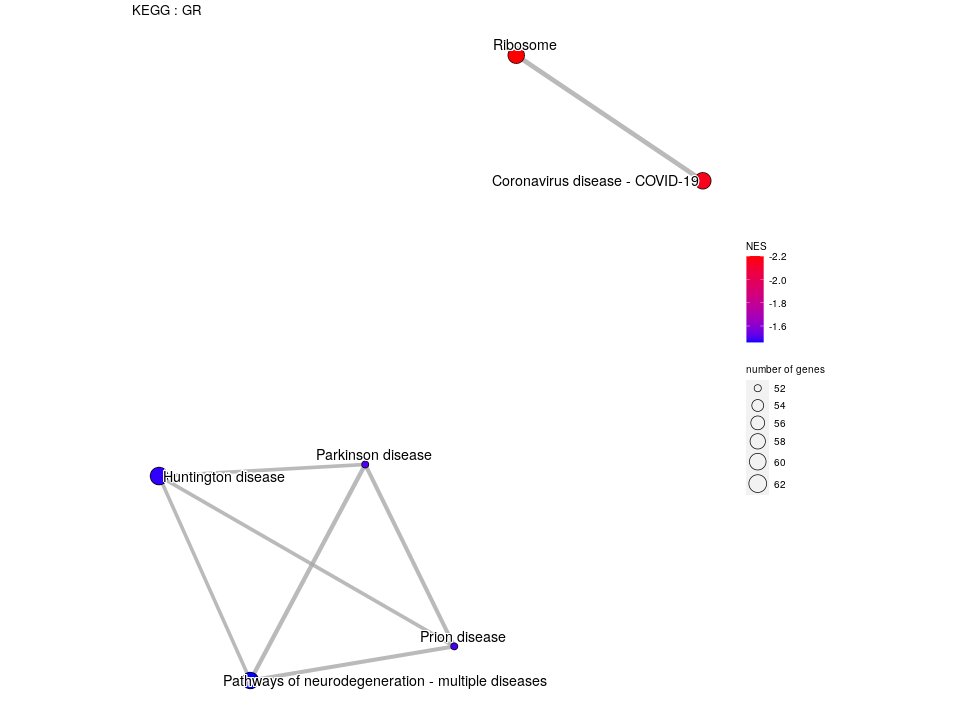 KEGG : GR
Ribosome
Coronavirus disease - COVID-19
NES
-2.2
-2.0
-1.8
-1.6
number of genes
52
54
56
58
60
62
Parkinson disease
Huntington disease
Prion disease
Pathways of neurodegeneration - multiple diseases